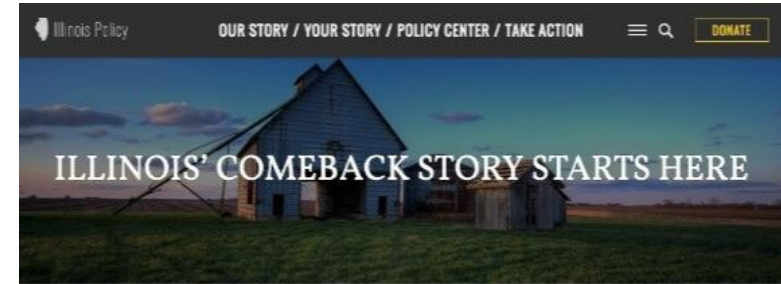 Illinois Policy
OUR STORY / YOUR STORY / POLICY CENTER / TAKE ACTION
DONATE
ILLINOIS' COMEBACK STORY STARTS HERE